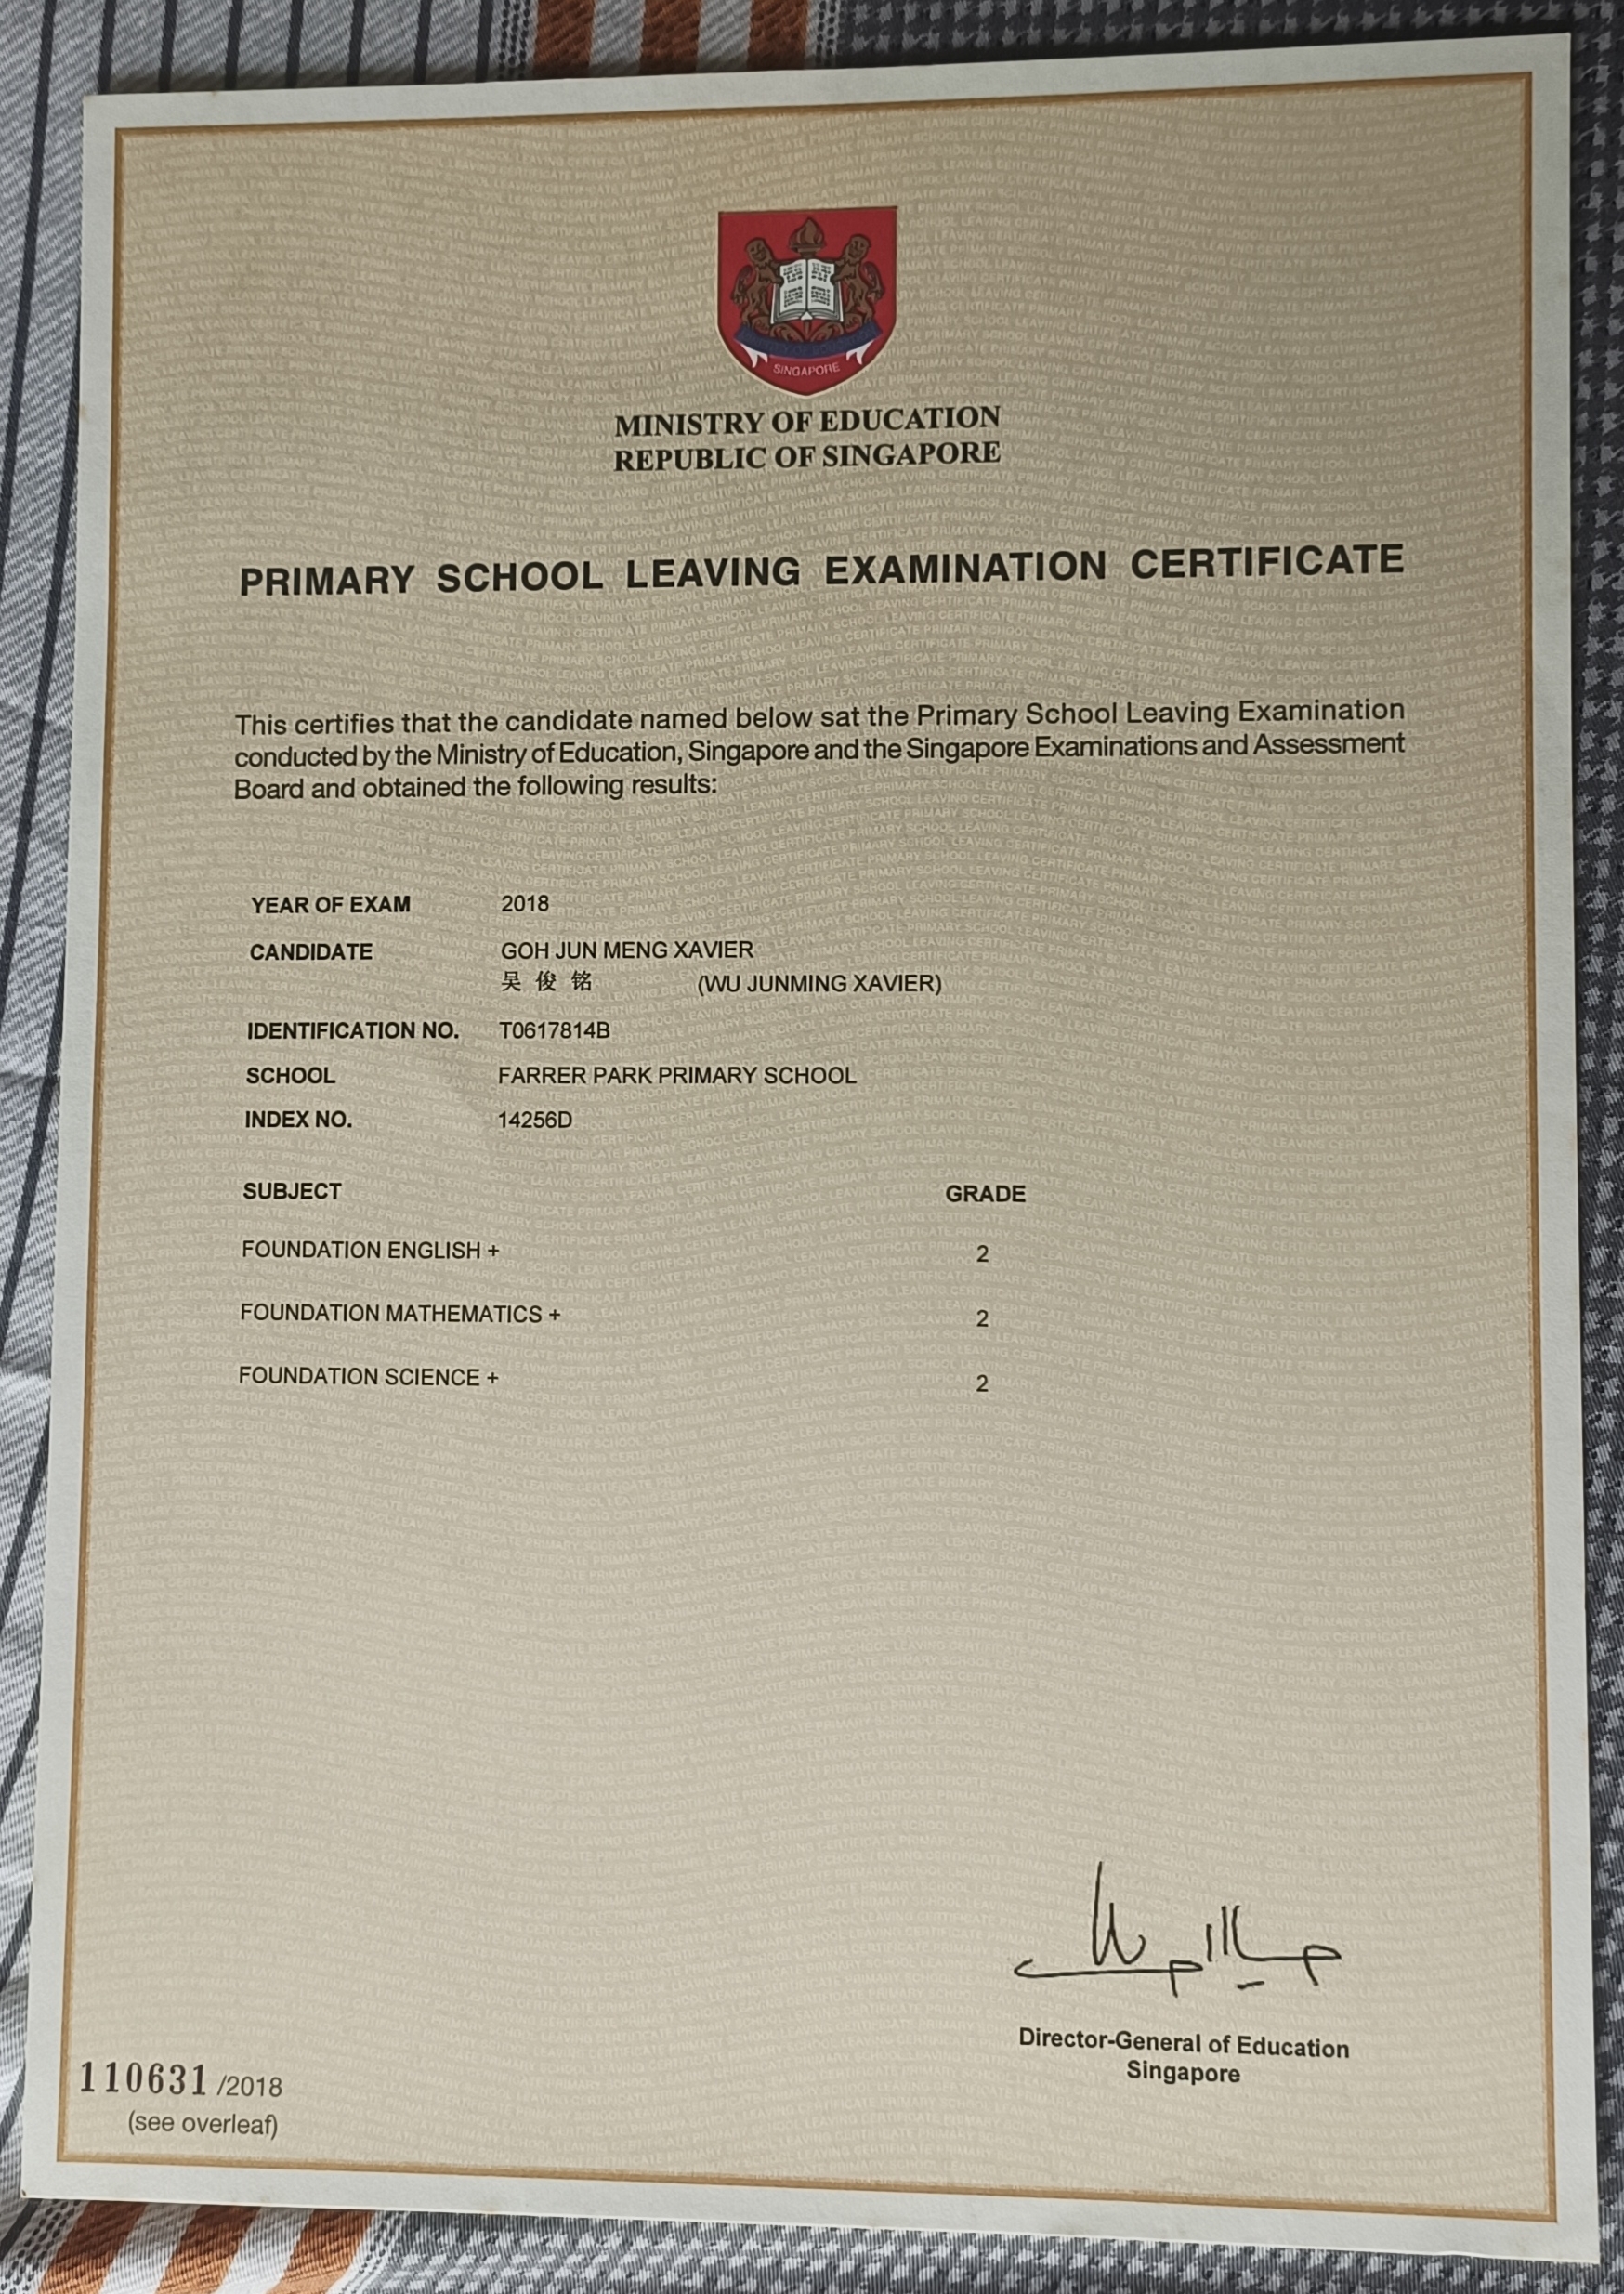 SINGAPORE
MINISTRY OF EDUCATION
REPUBLIC OF SINGAPORE
PRIMARY SCHOOL LEAVING EXAMINATION CERTIFICATE
This certifies that the candidate named below sat the Primary School Leaving Examination
conducted by the Ministry of Education, Singapore and the Singapore Examinations and Assessment
Board and obtained the following results:
YEAR OF EXAM 2018
CANDIDATE GOH JUN MENG XAVIER
吴 俊 铭 (WU JUNMING XAVIER)
IDENTIFICATION NO. T0617814B
SCHOOL FARRER PARK PRIMARY SCHOOL
INDEX NO. 14256D
SUBJECT GRADE
FOUNDATION ENGLISH + 2
FOUNDATION MATHEMATICS + 2
FOUNDATION SCIENCE + 2
Director-General of Education
Singapore
110631 /2018
(see overleaf)